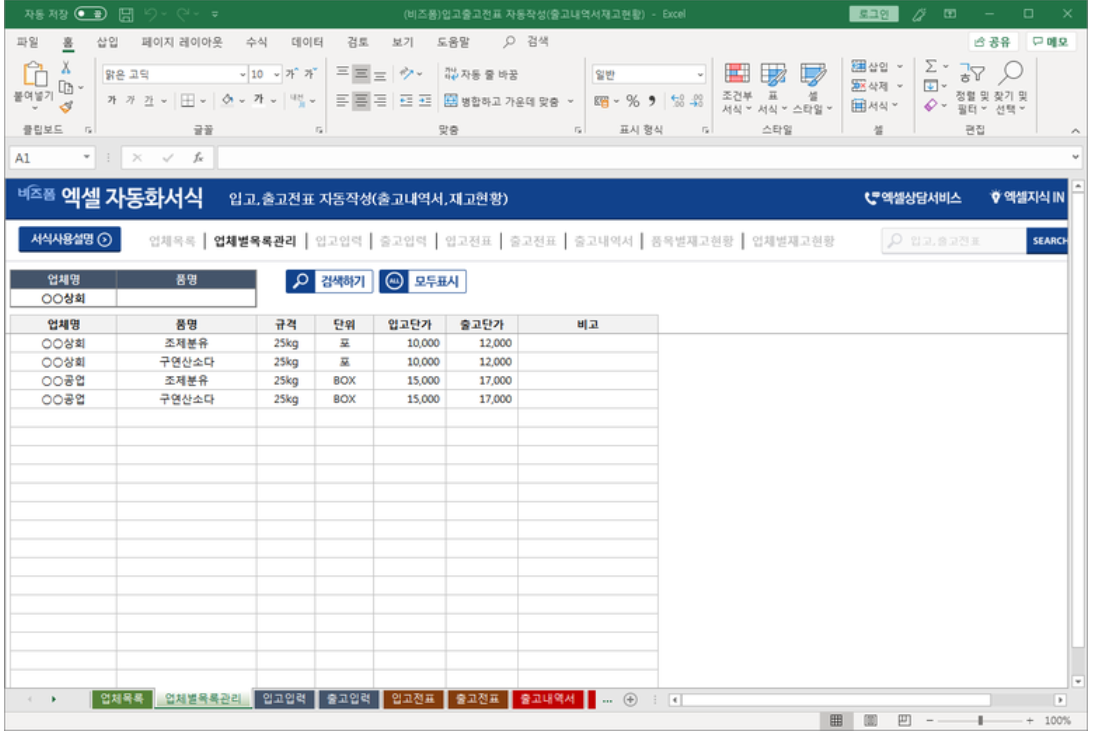 자동 저장 끔 (비즈폼)입고출고전표 자동작성(출고내역서재고현황) - Excel 로그인
파일 홈 삽입 페이지 레이아웃 수식 데이터 검토 보기 도움말 검색 공유 메모
붙여넣기 맑은 고딕 10 가 가 자동 줄 바꿈 일반 조건부 서식 표 서식 셀 스타일 삽입 삭제 서식 정렬 및 필터 찾기 및 선택
가 가 가 가 병합하고 가운데 맞춤 % 9
클립보드 글꼴 맞춤 표시 형식 스타일 셀 편집
A1 fx
비즈폼 엑셀 자동화서식 입고,출고전표 자동작성(출고내역서,재고현황) 엑셀상담서비스 엑셀지식 IN
서식사용설명 업체목록 | 업체별목록관리 | 입고입력 | 출고입력 | 입고전표 | 출고전표 | 출고내역서 | 품목별재고현황 | 업체별재고현황 입고,출고전표 SEARCH
업체명 품명 검색하기 ALL 모두표시
○○상회
업체명 품명 규격 단위 입고단가 출고단가 비고
○○상회 조제분유 25kg 포 10,000 12,000
○○상회 구연산소다 25kg 포 10,000 12,000
○○공업 조제분유 25kg BOX 15,000 17,000
○○공업 구연산소다 25kg BOX 15,000 17,000
업체목록 업체별목록관리 입고입력 출고입력 입고전표 출고전표 출고내역서 ...
100%